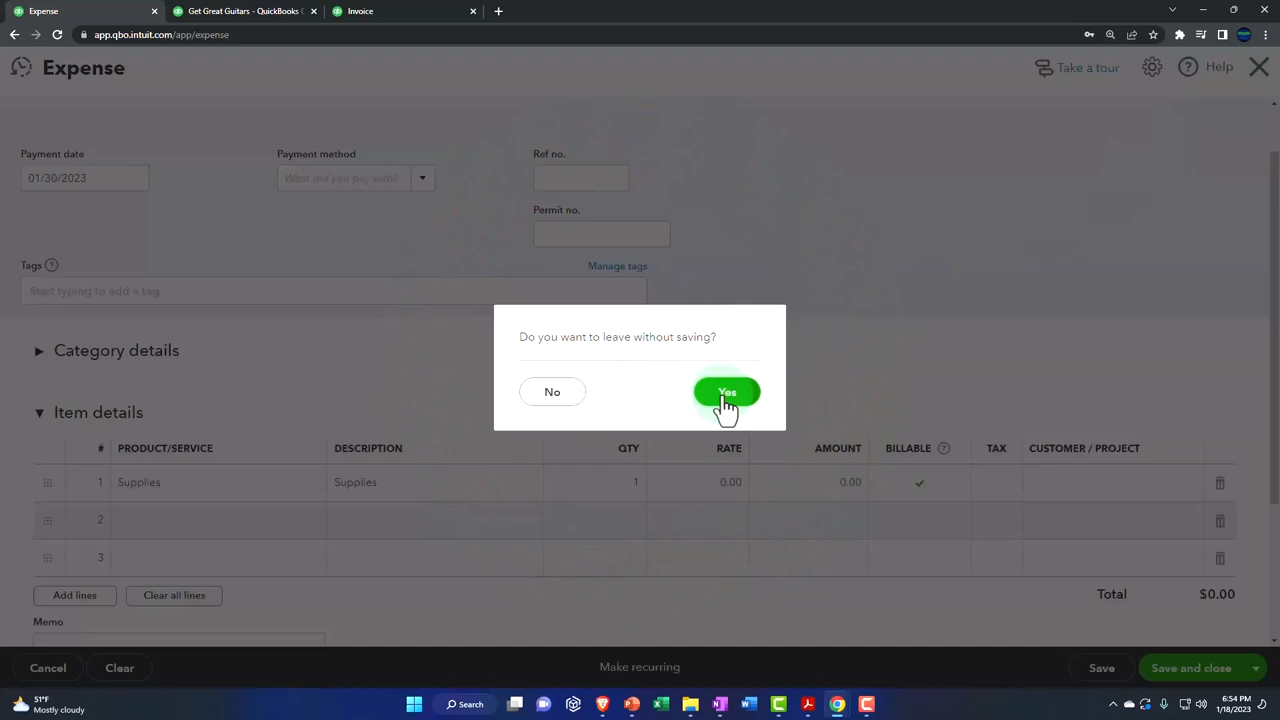 Expense
Get Great Guitars - QuickBooks
Invoice
app.qbo.intuit.com/app/expense
Expense
Take a tour
Help
Payment date
Payment method
Ref no.
01/30/2023
What did you pay with?
Permit no.
Tags
Manage tags
Start typing to add a tag
Do you want to leave without saving?
No
Yes
Category details
Item details
# PRODUCT/SERVICE DESCRIPTION QTY RATE AMOUNT BILLABLE TAX CUSTOMER / PROJECT
1 Supplies Supplies 1 0.00 0.00
2
3
Add lines
Clear all lines
Total $0.00
Memo
Cancel
Clear
Make recurring
Save
Save and close
51°F
Mostly cloudy
Search
6:54 PM
1/18/2023